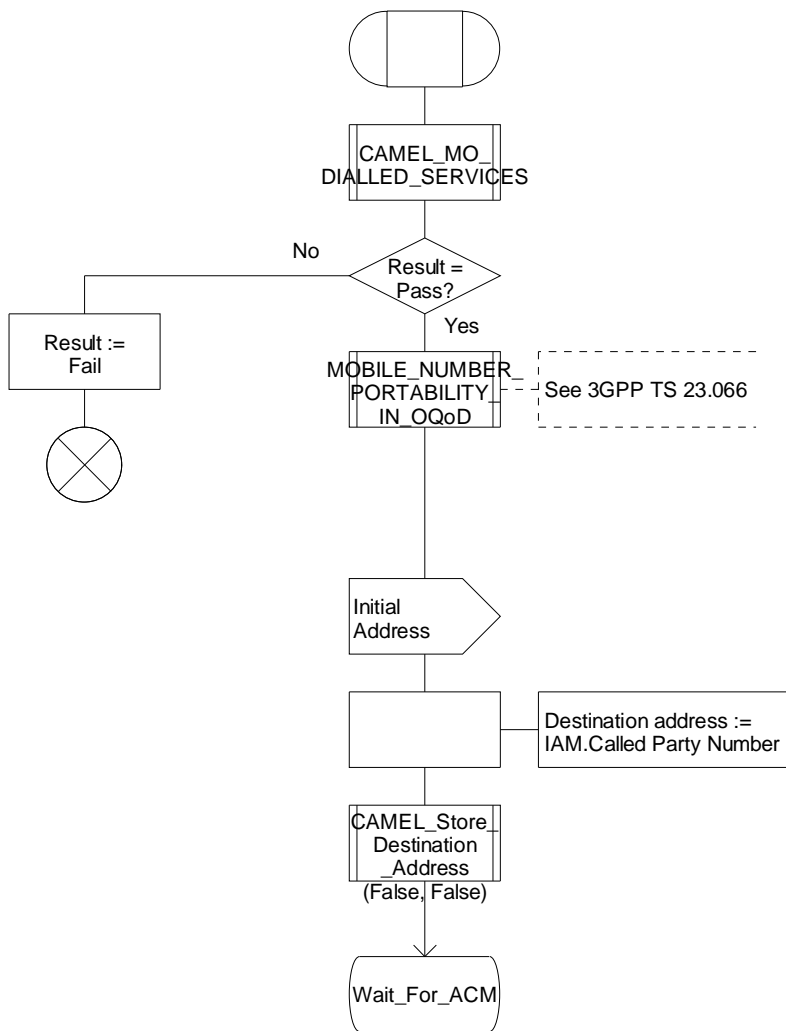 CAMEL_MO_
DIALLED_SERVICES
No
Result =
Pass?
Yes
Result :=
Fail
MOBILE_NUMBER_
PORTABILITY_
IN_OQoD
See 3GPP TS 23.066
Initial
Address
Destination address :=
IAM.Called Party Number
CAMEL_Store_
Destination
_Address
(False, False)
Wait_For_ACM